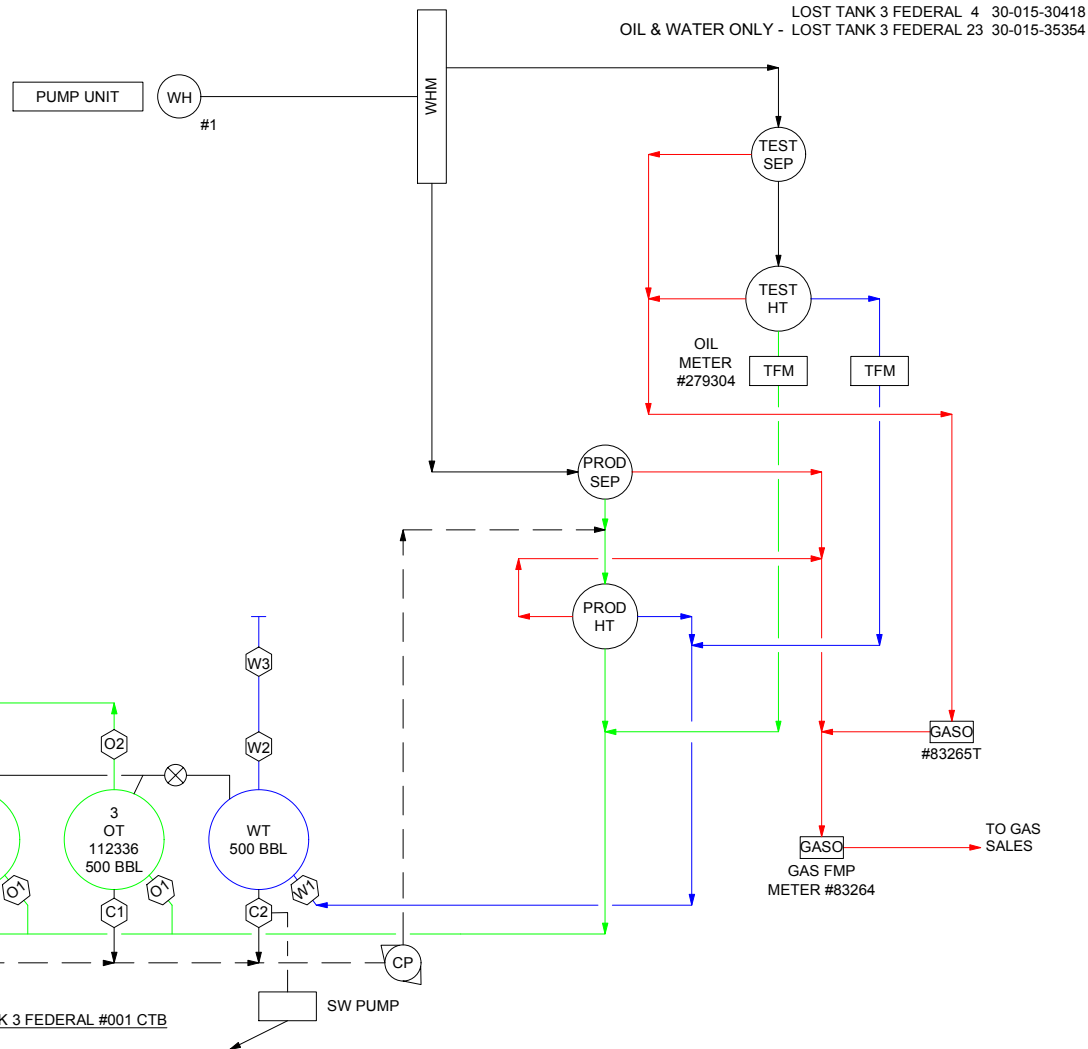 LOST TANK 3 FEDERAL 4 30-015-30418
OIL & WATER ONLY - LOST TANK 3 FEDERAL 23 30-015-35354
PUMP UNIT
WH
#1
WHM
TEST
SEP
TEST
HT
OIL
METER
#279304
TFM
TFM
PROD
SEP
PROD
HT
W3
W2
O2
GASO
#83265T
3
OT
112336
500 BBL
WT
500 BBL
GASO
GAS FMP
METER #83264
TO GAS
SALES
O1
O1
W1
C1
C2
CP
SW PUMP
K 3 FEDERAL #001 CTB